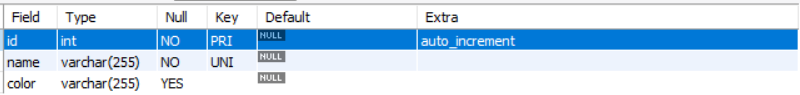 Field Type Null Key Default Extra
id int NO PRI NULL auto_increment
name varchar(255) NO UNI NULL
color varchar(255) YES NULL